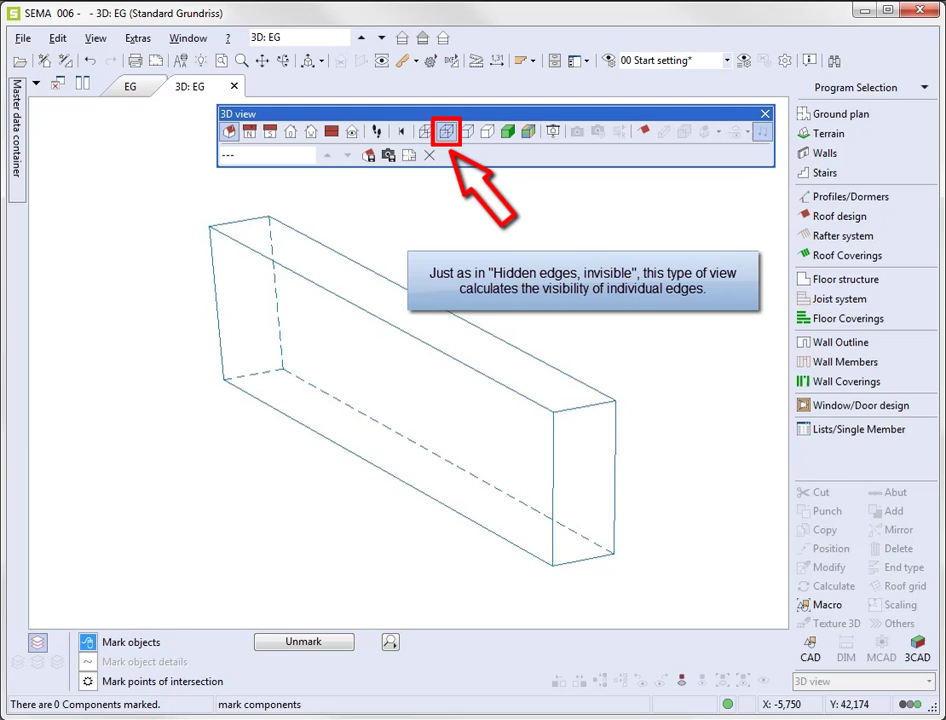 SEMA 006 - - 3D: EG (Standard Grundriss)
File Edit View Extras Window ? 3D: EG
00 Start setting*
EG 3D: EG
Program Selection
Master data container
3D view
---
Just as in "Hidden edges, invisible", this type of view
calculates the visibility of individual edges.
Ground plan
Terrain
Walls
Stairs
Profiles/Dormers
Roof design
Rafter system
Roof Coverings
Floor structure
Joist system
Floor Coverings
Wall Outline
Wall Members
Wall Coverings
Window/Door design
Lists/Single Member
Cut Abut
Punch Add
Copy Mirror
Position Delete
Modify End type
Calculate Roof grid
Macro Scaling
Texture 3D Others
CAD DIM MCAD 3CAD
3D view
Mark objects Unmark
Mark object details
Mark points of intersection
There are 0 Components marked. mark components X: -5,750 Y: 42,174